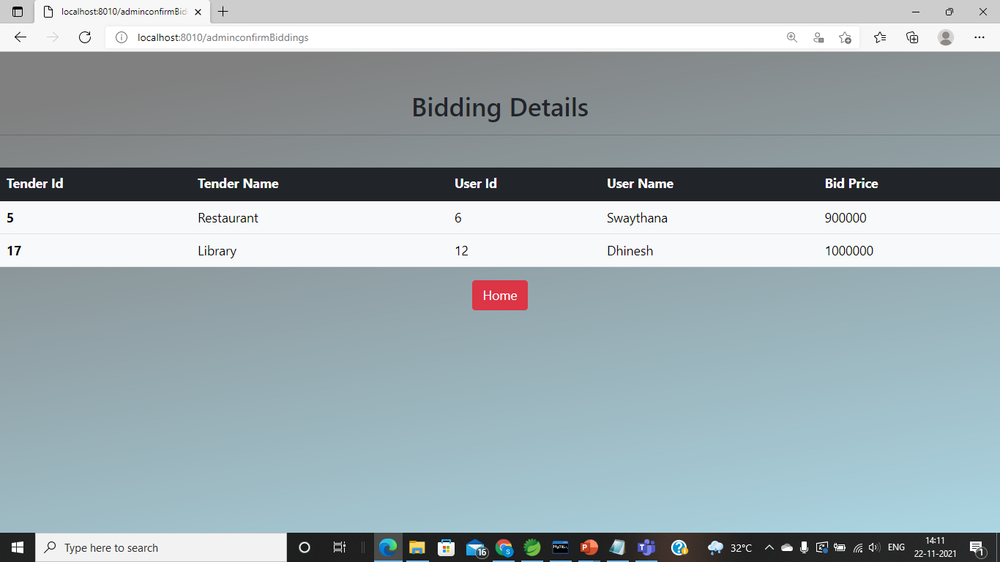 localhost:8010/adminconfirmBid
localhost:8010/adminconfirmBiddings
Bidding Details
Tender Id Tender Name User Id User Name Bid Price
5 Restaurant 6 Swaythana 900000
17 Library 12 Dhinesh 1000000
Home
Type here to search
16
S
MySQL
32°C
ENG
14:11
22-11-2021
1